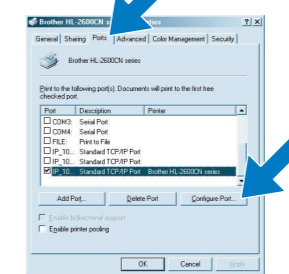 Brother HL-2600CN
General Sharing Ports Advanced Color Management Security
Brother HL-2600CN series
Print to the following port(s). Documents will print to the first free
checked port.
Port Description Printer
COM3: Serial Port
COM4: Serial Port
FILE: Print to File
IP_10... Standard TCP/IP Port
IP_10... Standard TCP/IP Port
IP_10... Standard TCP/IP Port Brother HL-2600CN series
Add Port... Delete Port Configure Port...
Enable bidirectional support
Enable printer pooling
OK Cancel Apply